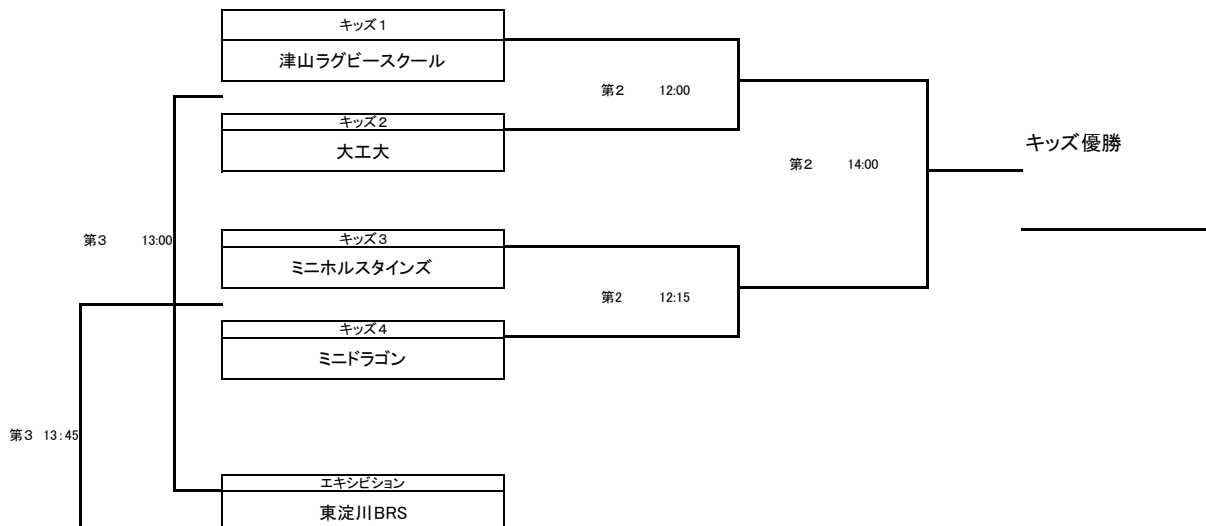 キッズ１
津山ラグビースクール
第２ 12:00
キッズ２
大工大
キッズ優勝
第２ 14:00
第３ 13:00
キッズ３
ミニホルスタインズ
第2 12:15
キッズ４
ミニドラゴン
第３ 13：45
エキシビション
東淀川BRS